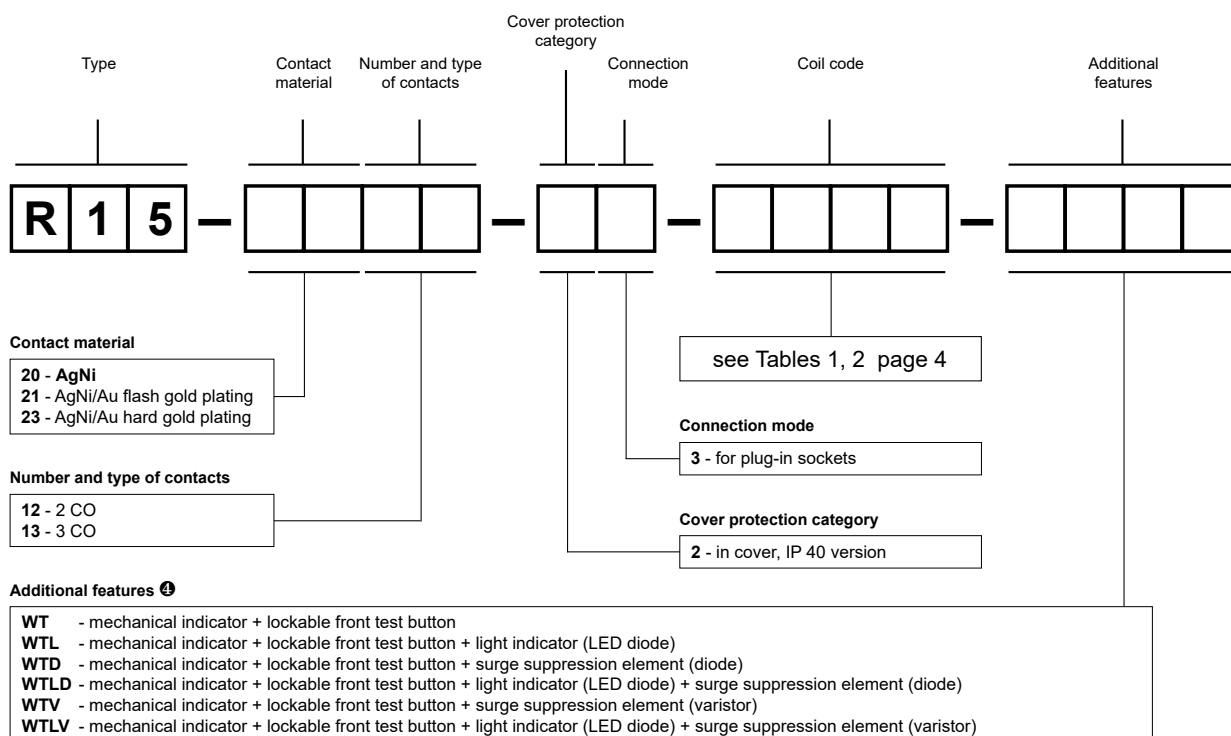 Cover protection
category
Type
Contact
material
Number and type
of contacts
Connection
mode
Coil code
Additional
features
R 1 5 – – – –
Contact material
20 - AgNi
21 - AgNi/Au flash gold plating
23 - AgNi/Au hard gold plating
see Tables 1, 2 page 4
Connection mode
3 - for plug-in sockets
Number and type of contacts
12 - 2 CO
13 - 3 CO
Cover protection category
2 - in cover, IP 40 version
Additional features ❹
WT - mechanical indicator + lockable front test button
WTL - mechanical indicator + lockable front test button + light indicator (LED diode)
WTD - mechanical indicator + lockable front test button + surge suppression element (diode)
WTLD - mechanical indicator + lockable front test button + light indicator (LED diode) + surge suppression element (diode)
WTV - mechanical indicator + lockable front test button + surge suppression element (varistor)
WTLV - mechanical indicator + lockable front test button + light indicator (LED diode) + surge suppression element (varistor)